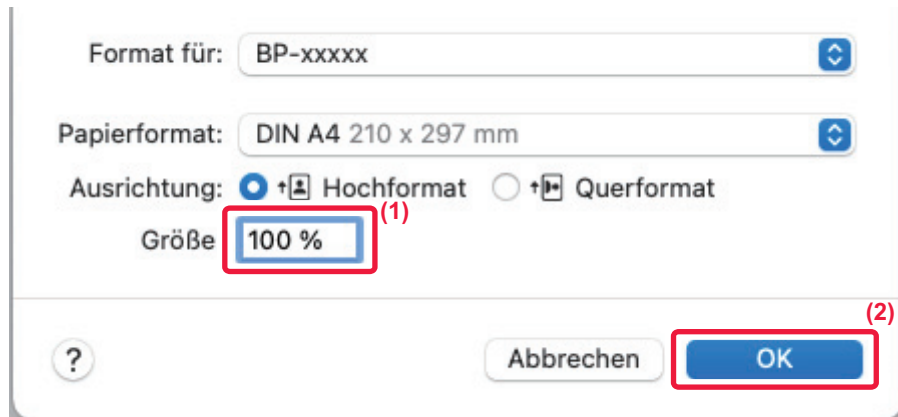 Format für: BP-xxxxx
Papierformat: DIN A4 210 x 297 mm
Ausrichtung: Hochformat Querformat
(1)
Größe 100 %
(2)
? Abbrechen OK